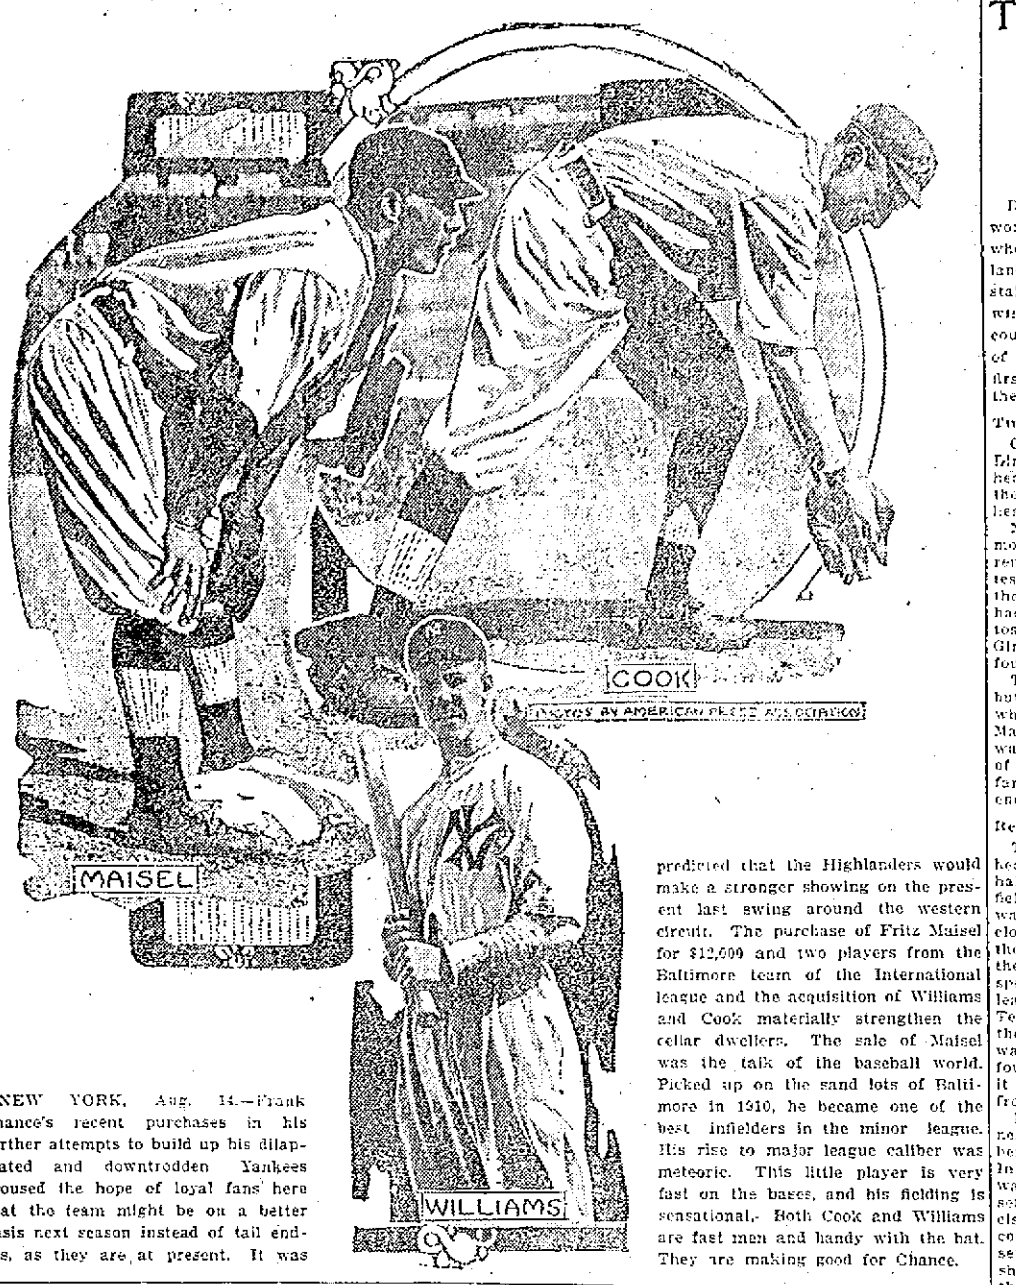 COOK
PHOTOS BY AMERICAN PRESS ASSOCIATION
MAISEL
WILLIAMS
NEW YORK, Aug. 14.—Frank
hance's recent purchases in his
rther attempts to build up his dilap-
ated and downtrodden Yankees
oused the hope of loyal fans here
at the team might be on a better
asis next season instead of tail end-
s, as they are at present. It was
predicted that the Highlanders would
make a stronger showing on the pres-
ent last swing around the western
circuit. The purchase of Fritz Maisel
for $12,000 and two players from the
Baltimore team of the International
league and the acquisition of Williams
and Cook materially strengthen the
cellar dwellers. The sale of Maisel
was the talk of the baseball world.
Picked up on the sand lots of Balti-
more in 1910, he became one of the
best infielders in the minor league.
His rise to major league caliber was
meteoric. This little player is very
fast on the bases, and his fielding is
sensational. Both Cook and Williams
are fast men and handy with the bat.
They are making good for Chance.
T